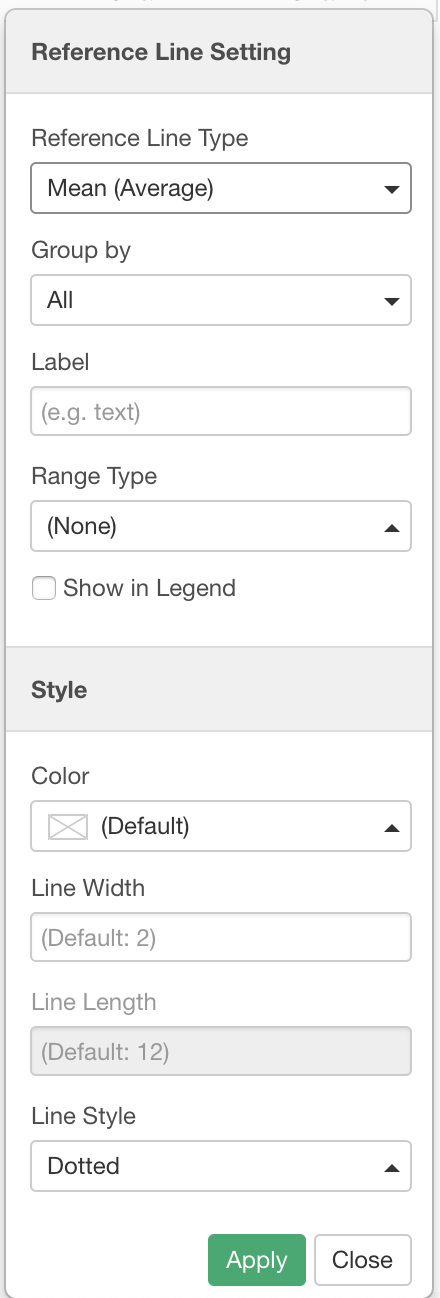 Reference Line Setting
Reference Line Type
Mean (Average)
Group by
All
Label
(e.g. text)
Range Type
(None)
Show in Legend
Style
Color
(Default)
Line Width
(Default: 2)
Line Length
(Default: 12)
Line Style
Dotted
Apply Close